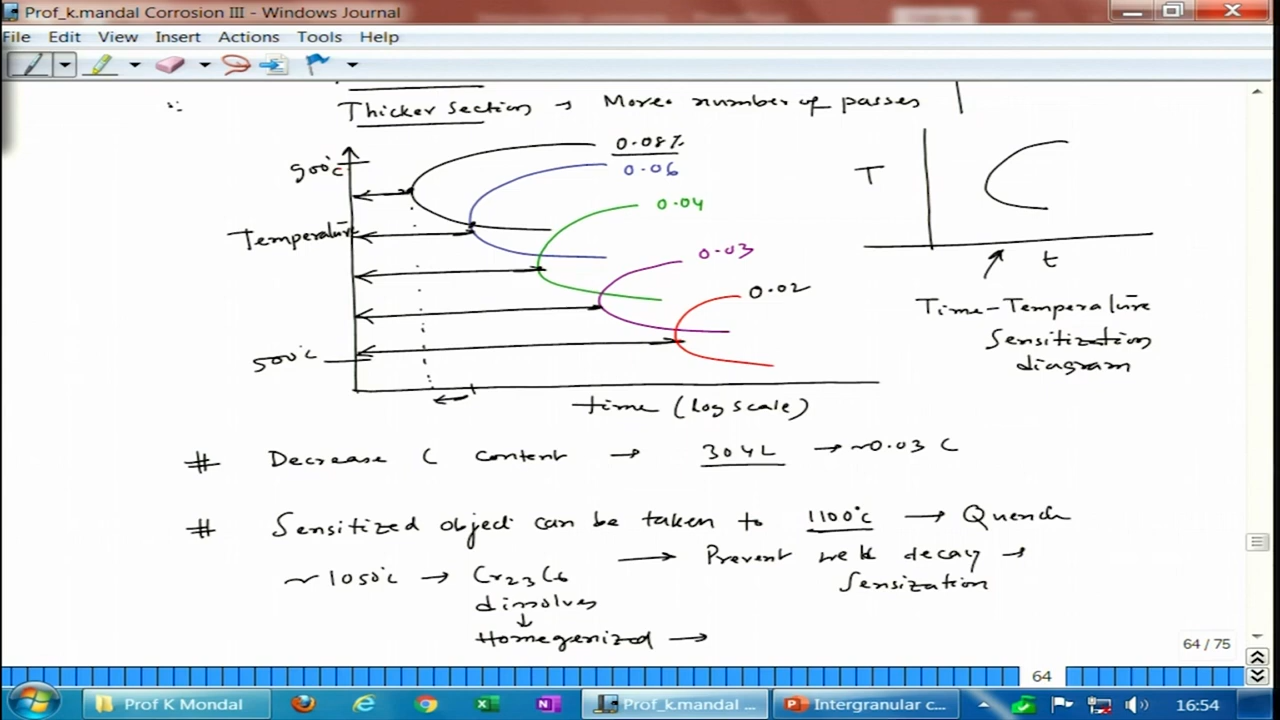 Prof_k.mandal Corrosion III - Windows Journal
File Edit View Insert Actions Tools Help
Thicker section → More number of passes
900°C
0.08%
0.06
0.04
0.03
0.02
Temperature
500°C
time (log scale)
T
t
Time-Temperature
Sensitization
diagram
# Decrease C content → 304L → ~0.03 C
# Sensitized object can be taken to 1100°C → Quench
→ Prevent weld decay →
Sensization
~1050°C → Cr23C6
dissolves
↓
Homegenized →
64 / 75
64
Prof K Mondal
Prof_k.mandal ...
Intergranular c...
16:54